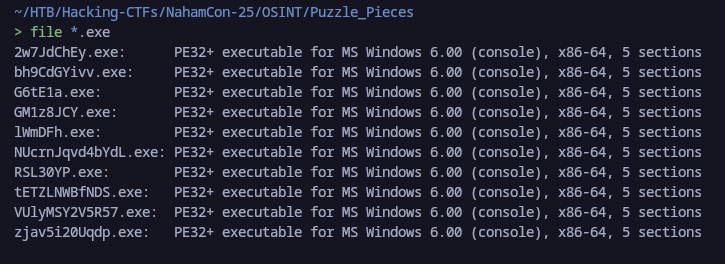 ~/HTB/Hacking-CTFs/NahamCon-25/OSINT/Puzzle_Pieces
> file *.exe
2w7JdChEy.exe:      PE32+ executable for MS Windows 6.00 (console), x86-64, 5 sections
bh9CdGYivv.exe:     PE32+ executable for MS Windows 6.00 (console), x86-64, 5 sections
G6tE1a.exe:         PE32+ executable for MS Windows 6.00 (console), x86-64, 5 sections
GM1z8JCY.exe:       PE32+ executable for MS Windows 6.00 (console), x86-64, 5 sections
lWmDFh.exe:         PE32+ executable for MS Windows 6.00 (console), x86-64, 5 sections
NUcrnJqvd4bYdL.exe: PE32+ executable for MS Windows 6.00 (console), x86-64, 5 sections
RSL30YP.exe:        PE32+ executable for MS Windows 6.00 (console), x86-64, 5 sections
tETZLNWBfNDS.exe:   PE32+ executable for MS Windows 6.00 (console), x86-64, 5 sections
VUlyMSY2V5R57.exe:  PE32+ executable for MS Windows 6.00 (console), x86-64, 5 sections
zjav5i20Uqdp.exe:   PE32+ executable for MS Windows 6.00 (console), x86-64, 5 sections